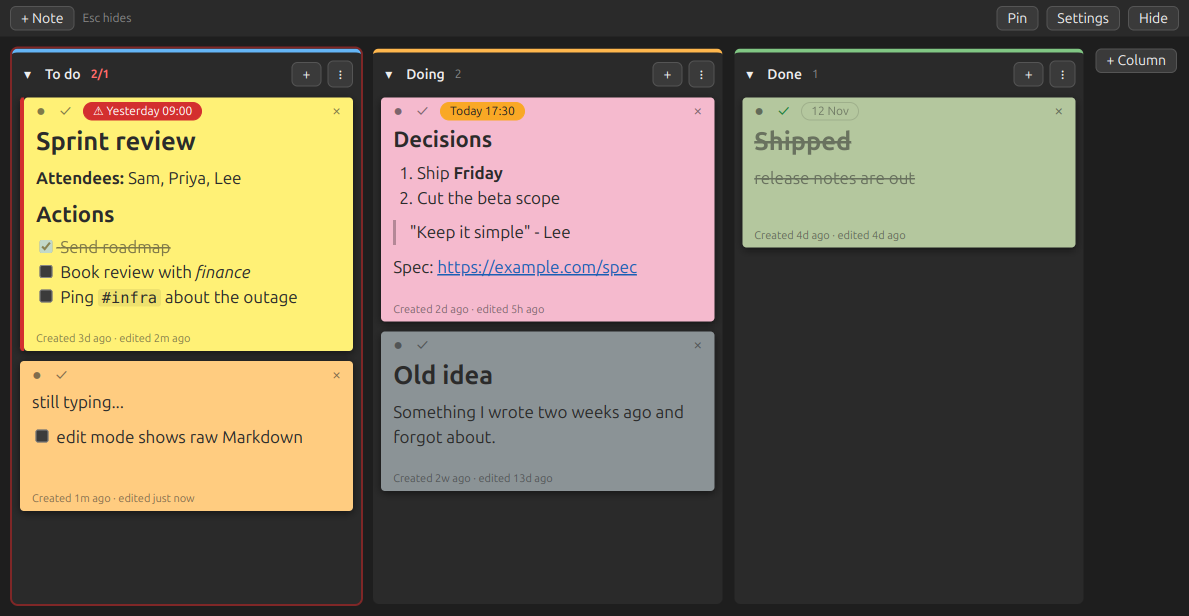 + Note Esc hides Pin Settings Hide
▼ To do 2/1 + ⋮
⚠ Yesterday 09:00 ×
Sprint review
Attendees: Sam, Priya, Lee
Actions
Send roadmap
Book review with finance
Ping #infra about the outage
Created 3d ago · edited 2m ago
×
still typing...
edit mode shows raw Markdown
Created 1m ago · edited just now
▼ Doing 2 + ⋮
Today 17:30 ×
Decisions
1. Ship Friday
2. Cut the beta scope
"Keep it simple" - Lee
Spec: https://example.com/spec
Created 2d ago · edited 5h ago
×
Old idea
Something I wrote two weeks ago and
forgot about.
Created 2w ago · edited 13d ago
▼ Done 1 + ⋮
12 Nov ×
Shipped
release notes are out
Created 4d ago · edited 4d ago
+ Column